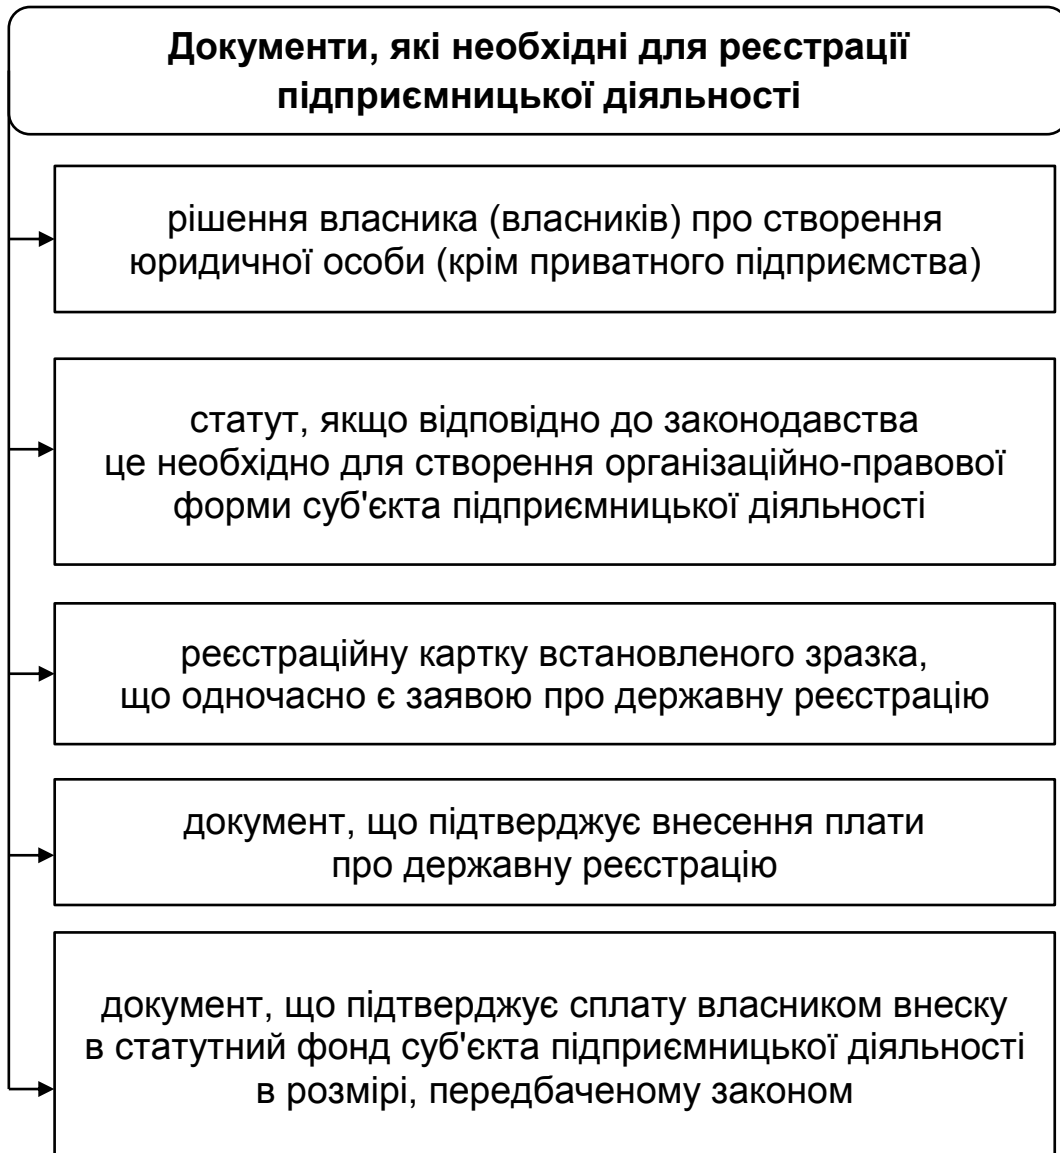 Документи, які необхідні для реєстрації
підприємницької діяльності
рішення власника (власників) про створення
юридичної особи (крім приватного підприємства)
статут, якщо відповідно до законодавства
це необхідно для створення організаційно-правової
форми суб'єкта підприємницької діяльності
реєстраційну картку встановленого зразка,
що одночасно є заявою про державну реєстрацію
документ, що підтверджує внесення плати
про державну реєстрацію
документ, що підтверджує сплату власником внеску
в статутний фонд суб'єкта підприємницької діяльності
в розмірі, передбаченому законом